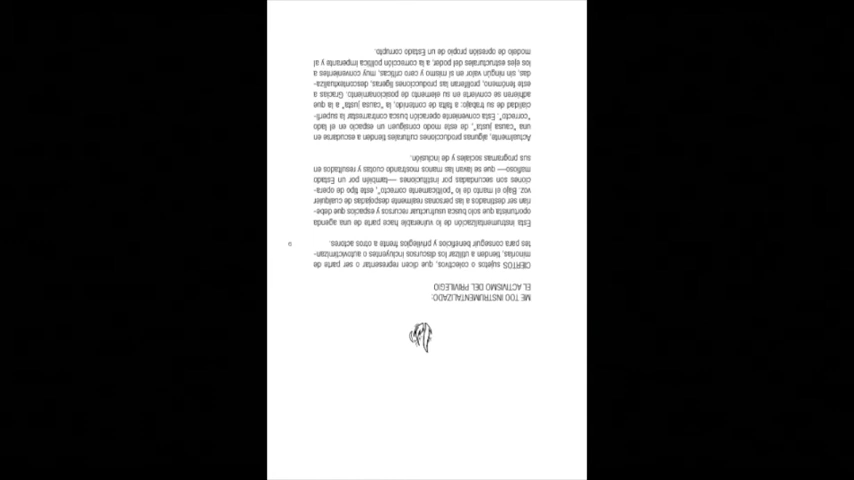 ME TOO INSTRUMENTALIZADO:
EL ACTIVISMO DEL PRIVILEGIO
CIERTOS sujetos o colectivos, que dicen representar o ser parte de
minorías, tienden a utilizar los discursos incluyentes o autovictimizan-
tes para conseguir beneficios y privilegios frente a otros actores.
Esta instrumentalización de lo vulnerable hace parte de una agenda
oportunista que solo busca usufructuar recursos y espacios que debe-
rían ser destinados a las personas realmente despojadas de cualquier
voz. Bajo el manto de lo "políticamente correcto", este tipo de opera-
ciones son secundadas por instituciones —también por un Estado
mafioso— que se lavan las manos mostrando cuotas y resultados en
sus programas sociales y de inclusión.
Actualmente, algunas producciones culturales tienden a escudarse en
una "causa justa", de este modo consiguen un espacio en el lado
"correcto". Esta conveniente operación busca contrarrestar la superfi-
cialidad de su trabajo: a falta de contenido, la "causa justa" a la que
adhieren se convierte en su elemento de posicionamiento. Gracias a
este fenómeno, proliferan las producciones ligeras, descontextualiza-
das, sin ningún valor en sí mismo y cero críticas, muy convenientes a
los ejes estructurales del poder, a la corrección política imperante y al
modelo de opresión propio de un Estado corrupto.